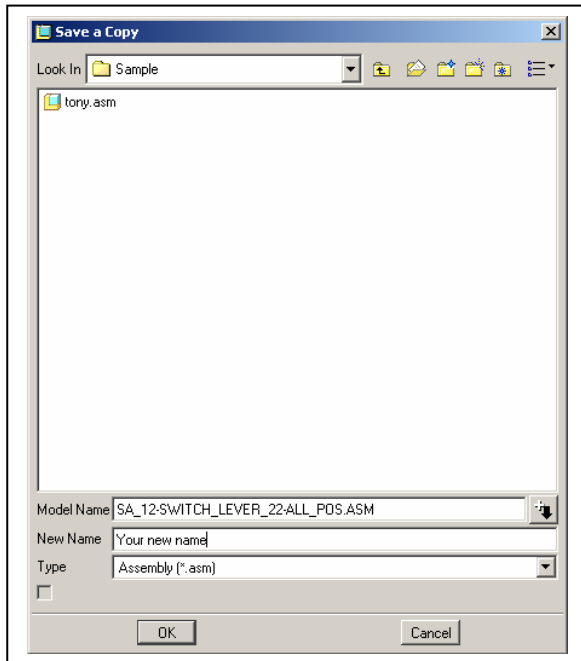 Save a Copy
Look In Sample
tony.asm
Model Name SA_12-SWITCH_LEVER_22-ALL_POS.ASM
New Name Your new name
Type Assembly (*.asm)
OK Cancel